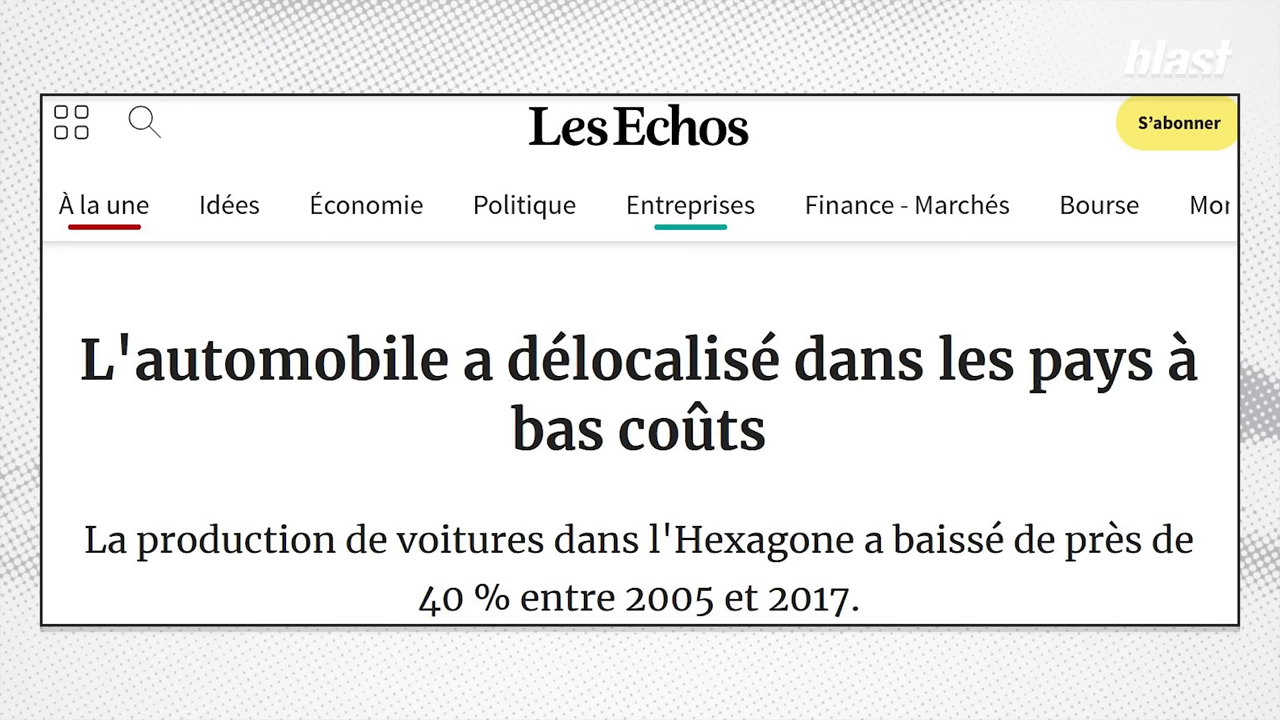 blast
Les Echos
S'abonner
À la une Idées Économie Politique Entreprises Finance - Marchés Bourse Mon
L'automobile a délocalisé dans les pays à
bas coûts
La production de voitures dans l'Hexagone a baissé de près de
40 % entre 2005 et 2017.